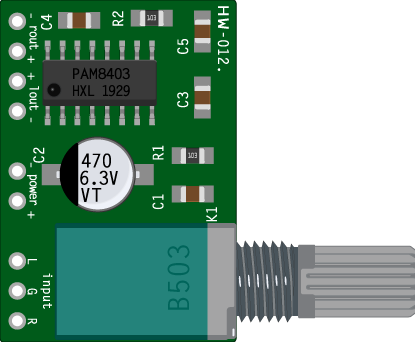 HW-012.
C4
R2
C5
- rout +
PAM8403
HXL 1929
103
+ lout -
C3
C2
- power +
470
6.3V
VT
R1
103
C1
K1
B503
input
L
G
R